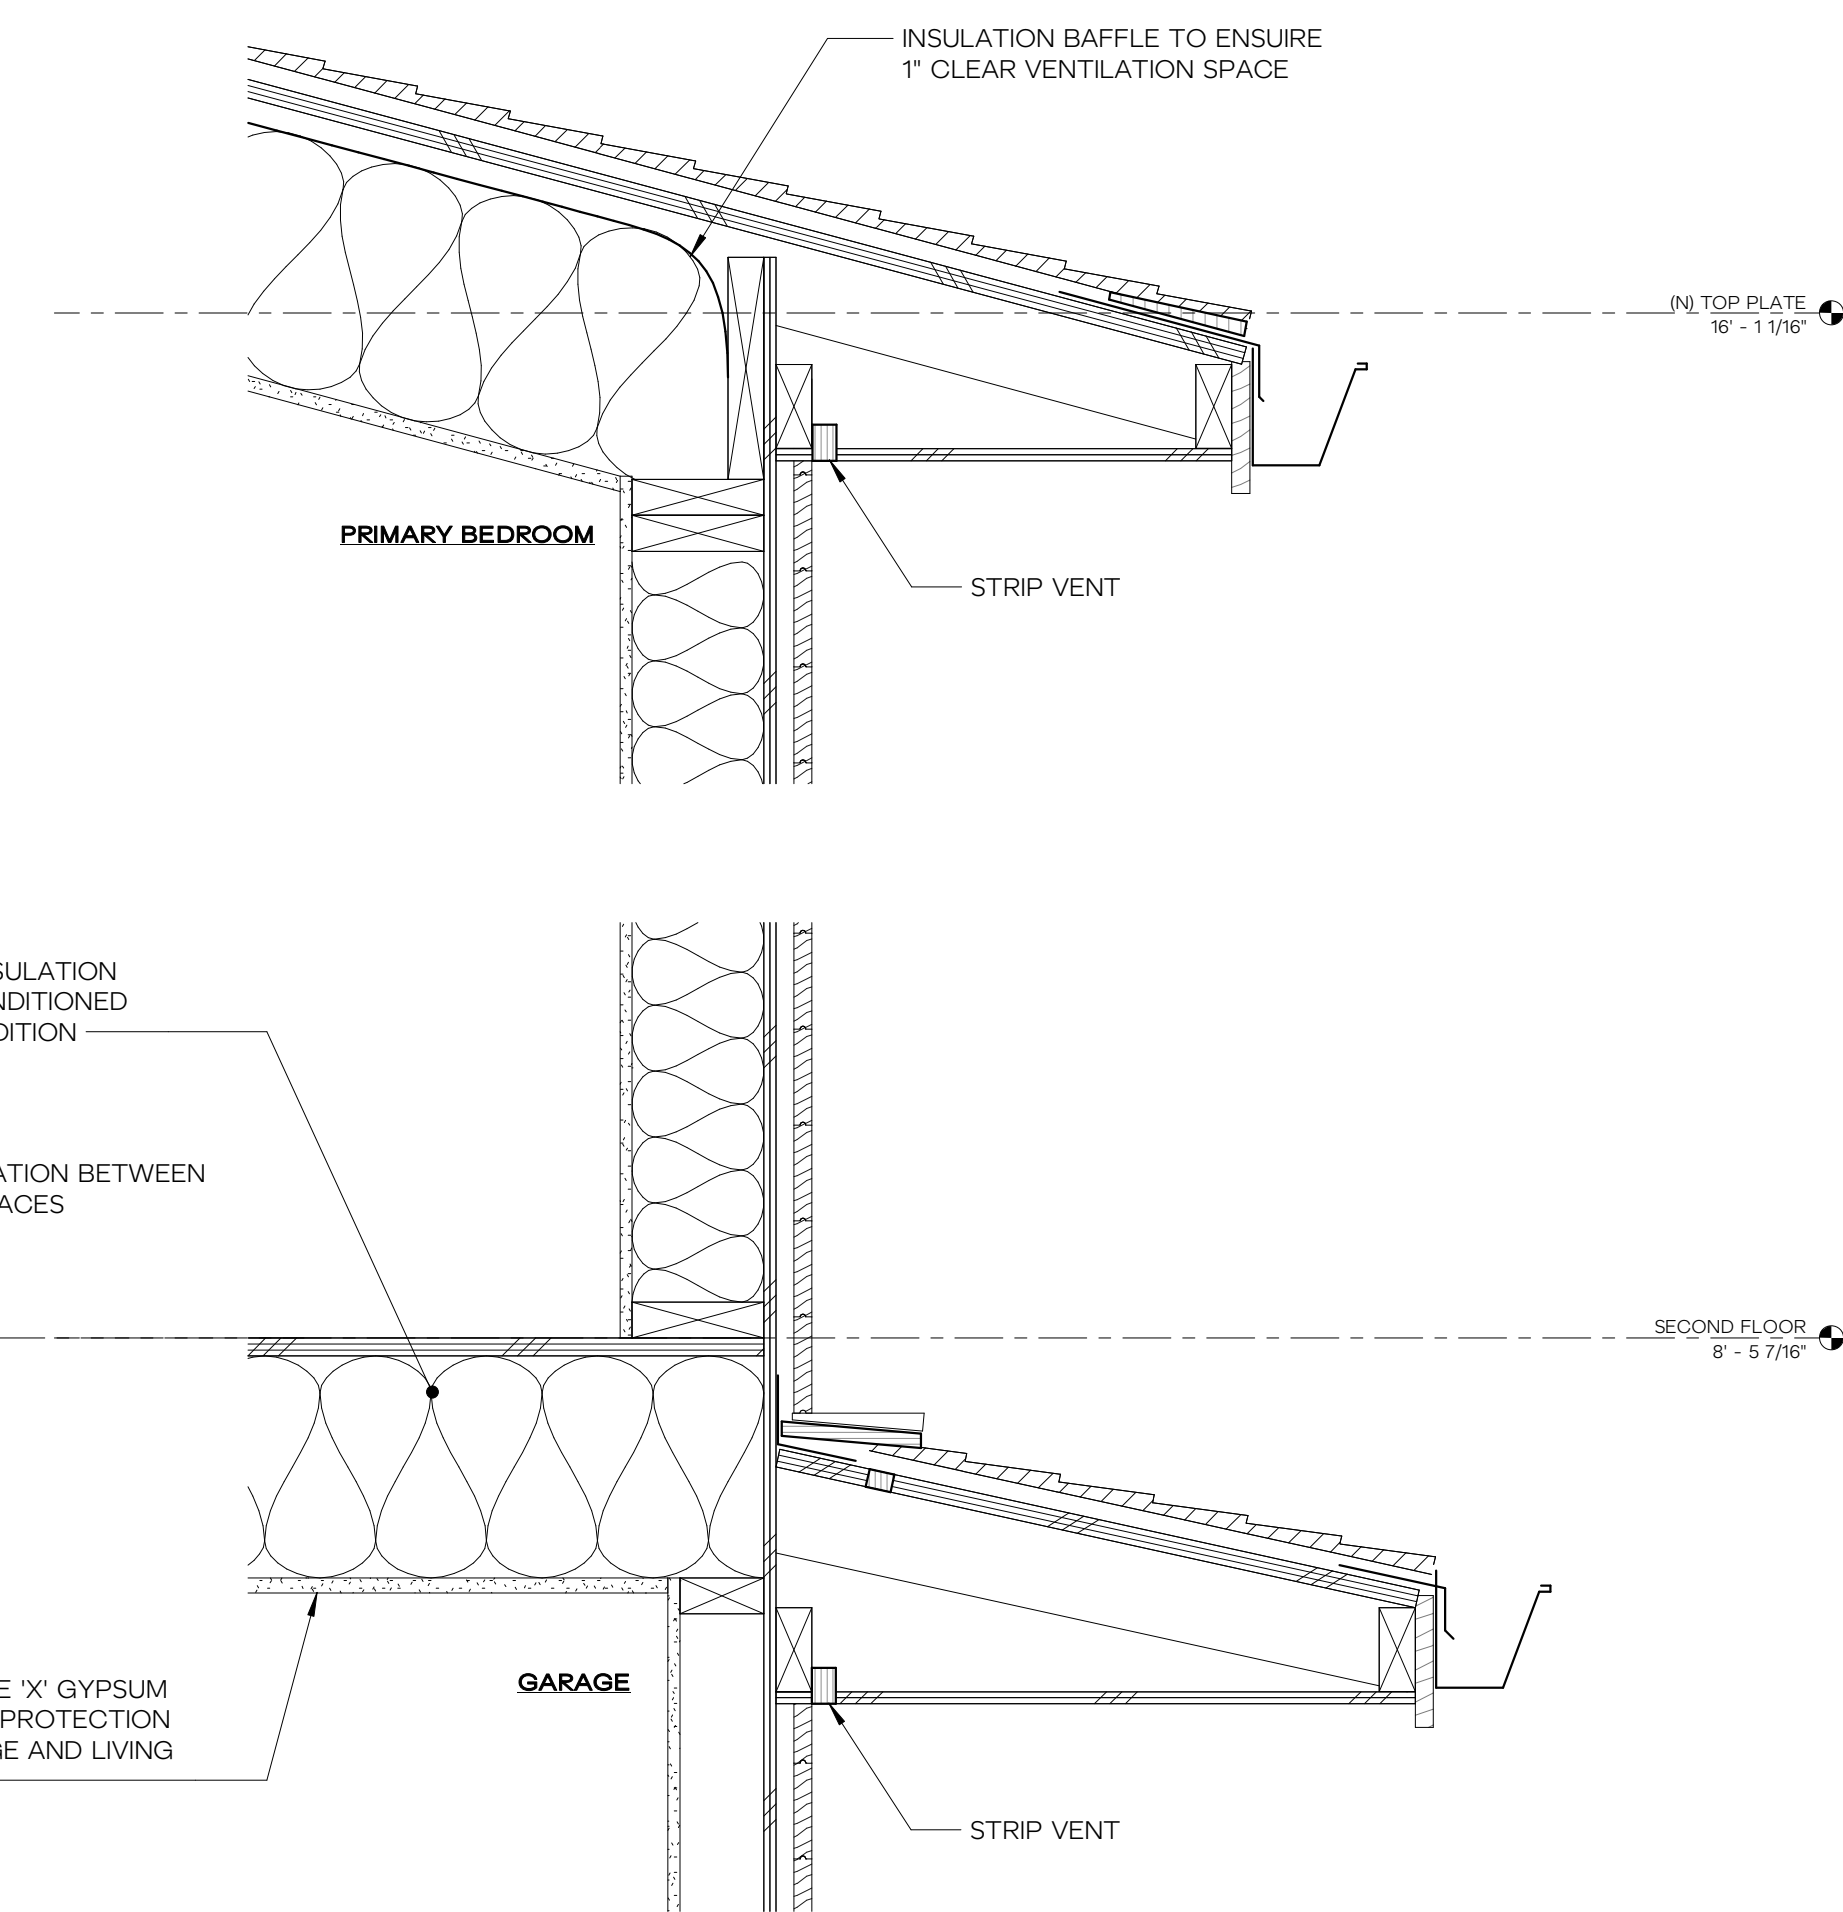 INSULATION BAFFLE TO ENSUIRE
1" CLEAR VENTILATION SPACE
(N) TOP PLATE
16' - 1 1/16"
PRIMARY BEDROOM
STRIP VENT
SULATION
NDITIONED
DITION
ATION BETWEEN
ACES
SECOND FLOOR
8' - 5 7/16"
E 'X' GYPSUM
PROTECTION
GE AND LIVING
GARAGE
STRIP VENT